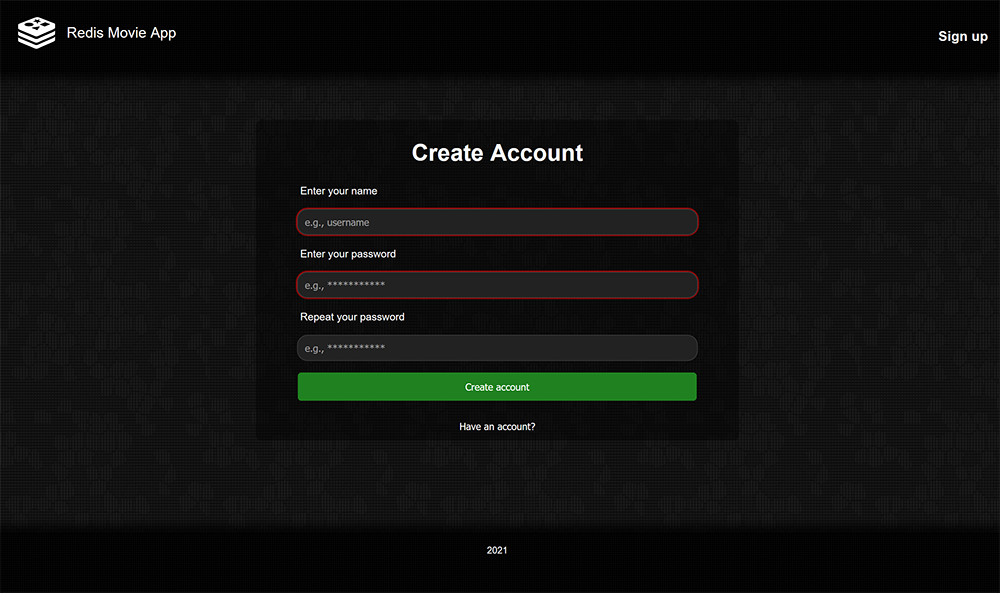 Redis Movie App
Sign up
Create Account
Enter your name
e.g., username
Enter your password
e.g., ***********
Repeat your password
e.g., ***********
Create account
Have an account?
2021